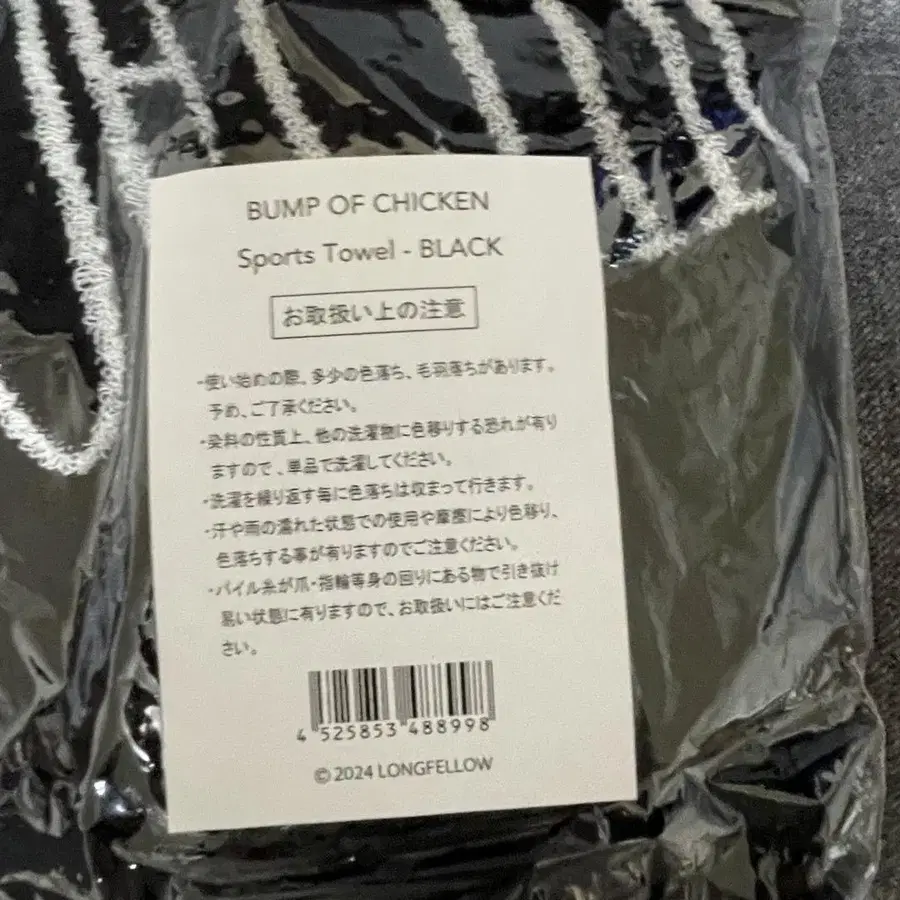 BUMP OF CHICKEN
Sports Towel - BLACK
お取扱い上の注意
・使い始めの際。多少の色落ち、毛羽落ちがあります。
予め、ご了承ください。
・染料の性質上、他の洗濯物に色移りする恐れが有り
ますので、単品で洗濯してください。
・洗濯を繰り返す毎に色落ちは収まって行きます。
・汗や雨の濡れた状態での使用や摩擦により色移り、
色落ちする事が有りますのでご注意ください。
・パイル糸が爪・指輪等身の回りにある物で引き抜け
易い状態に有りますので、お取扱いにはご注意くだ
さい。
4 525853 488998
©2024 LONGFELLOW